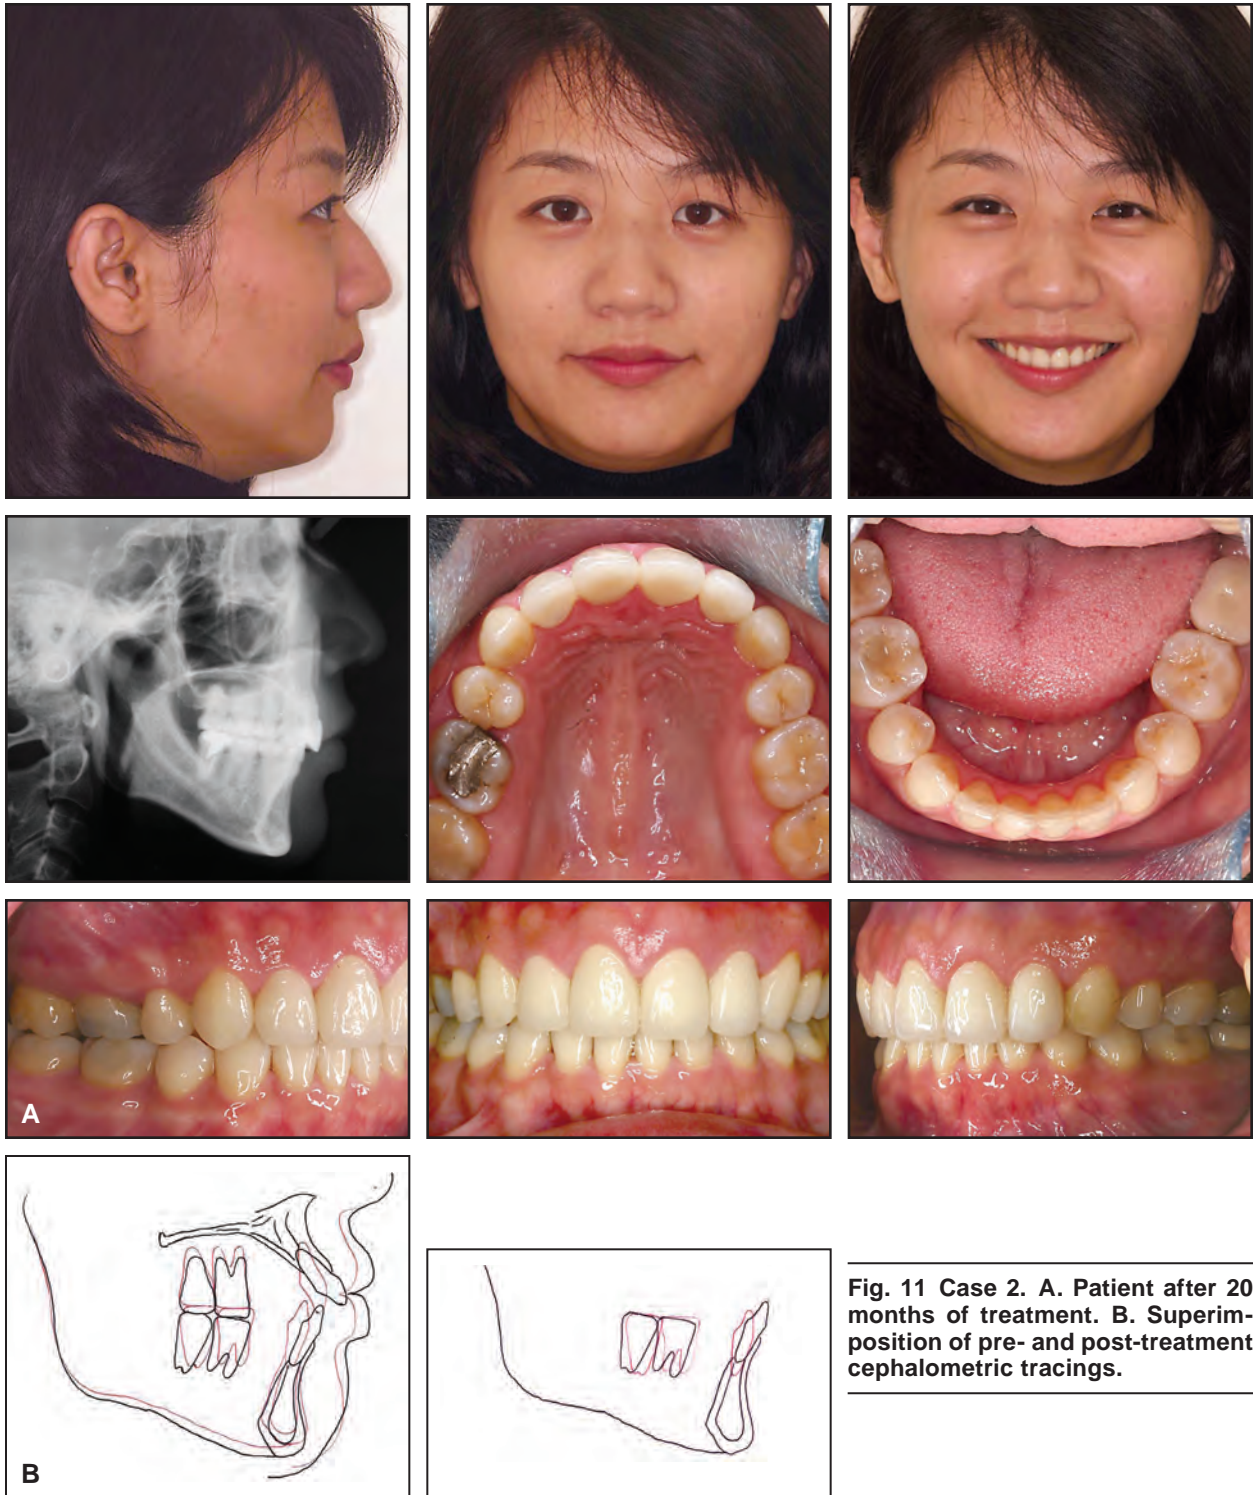 A
B
Fig. 11 Case 2. A. Patient after 20
months of treatment. B. Superim-
position of pre- and post-treatment
cephalometric tracings.